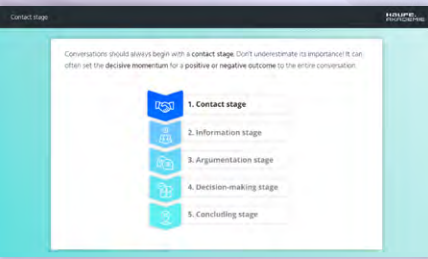 Contact stage
HAUFE.
AKADEMIE
Conversations should always begin with a contact stage. Don't underestimate its importance! It can
often set the decisive momentum for a positive or negative outcome to the entire conversation.
1. Contact stage
2. Information stage
3. Argumentation stage
4. Decision-making stage
5. Concluding stage